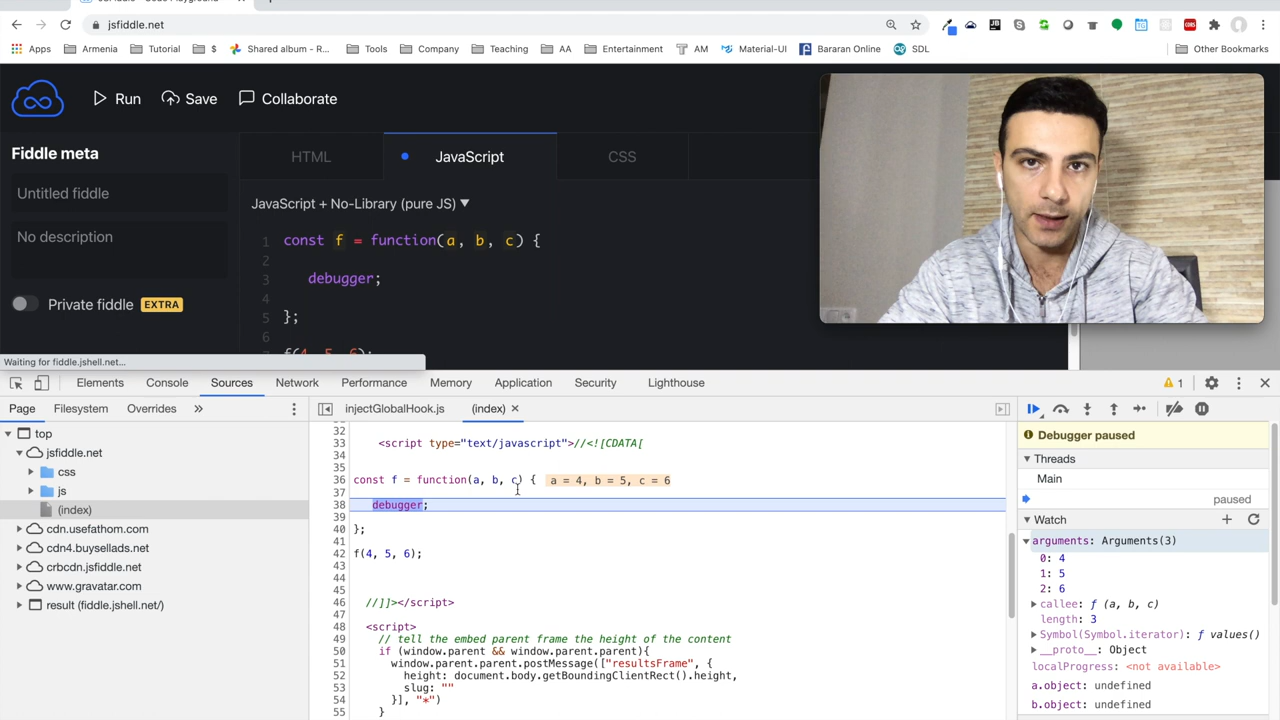 jsfiddle.net
Apps Armenia Tutorial $ Shared album - R... Tools Company Teaching AA Entertainment AM Material-UI Bararan Online SDL Other Bookmarks
Run Save Collaborate
Fiddle meta
Untitled fiddle
No description
Private fiddle EXTRA
HTML JavaScript CSS
JavaScript + No-Library (pure JS)
1 const f = function(a, b, c) {
2
3 debugger;
4
5 };
6
7 f(4, 5, 6);
Waiting for fiddle.jshell.net...
Elements Console Sources Network Performance Memory Application Security Lighthouse 1
Page Filesystem Overrides »
top
jsfiddle.net
css
js
(index)
cdn.usefathom.com
cdn4.buysellads.net
crbcdn.jsfiddle.net
www.gravatar.com
result (fiddle.jshell.net/)
injectGlobalHook.js (index)
32
33 <script type="text/javascript">//<![CDATA[
34
35
36 const f = function(a, b, c) { a = 4, b = 5, c = 6
37
38 debugger;
39
40 };
41
42 f(4, 5, 6);
43
44
45
46 //]]></script>
47
48 <script>
49 // tell the embed parent frame the height of the content
50 if (window.parent && window.parent.parent){
51 window.parent.parent.postMessage(["resultsFrame", {
52 height: document.body.getBoundingClientRect().height,
53 slug: ""
54 }], "*")
55 }
Debugger paused
Threads
Main
paused
Watch
arguments: Arguments(3)
0: 4
1: 5
2: 6
callee: ƒ (a, b, c)
length: 3
Symbol(Symbol.iterator): ƒ values()
__proto__: Object
localProgress: <not available>
a.object: undefined
b.object: undefined